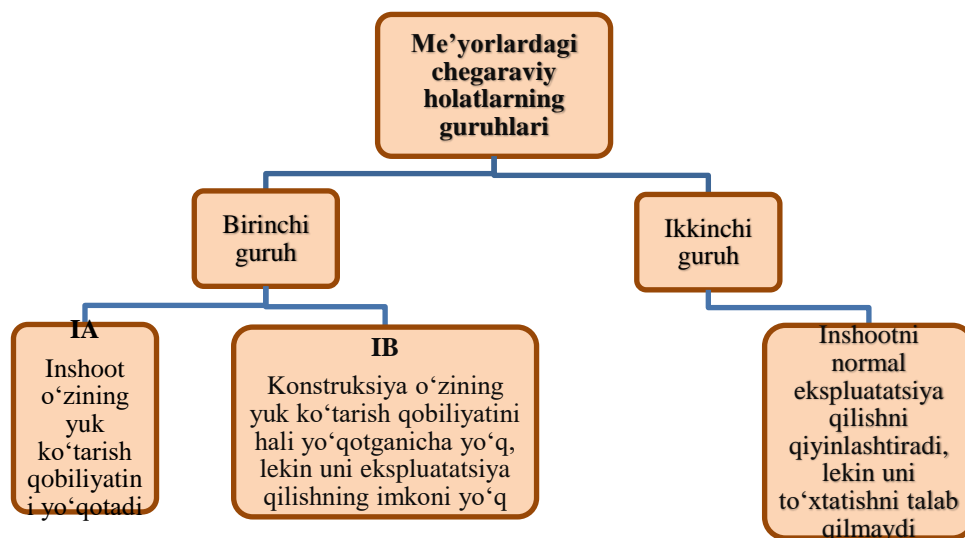 Me’yorlardagi
chegaraviy
holatlarning
guruhlari
Birinchi
guruh
Ikkinchi
guruh
IA
Inshoot
o‘zining
yuk
ko‘tarish
qobiliyatin
i yo‘qotadi
IB
Konstruksiya o‘zining
yuk ko‘tarish qobiliyatini
hali yo‘qotganicha yo‘q,
lekin uni ekspluatatsiya
qilishning imkoni yo‘q
Inshootni
normal
ekspluatatsiya
qilishni
qiyinlashtiradi,
lekin uni
to‘xtatishni talab
qilmaydi